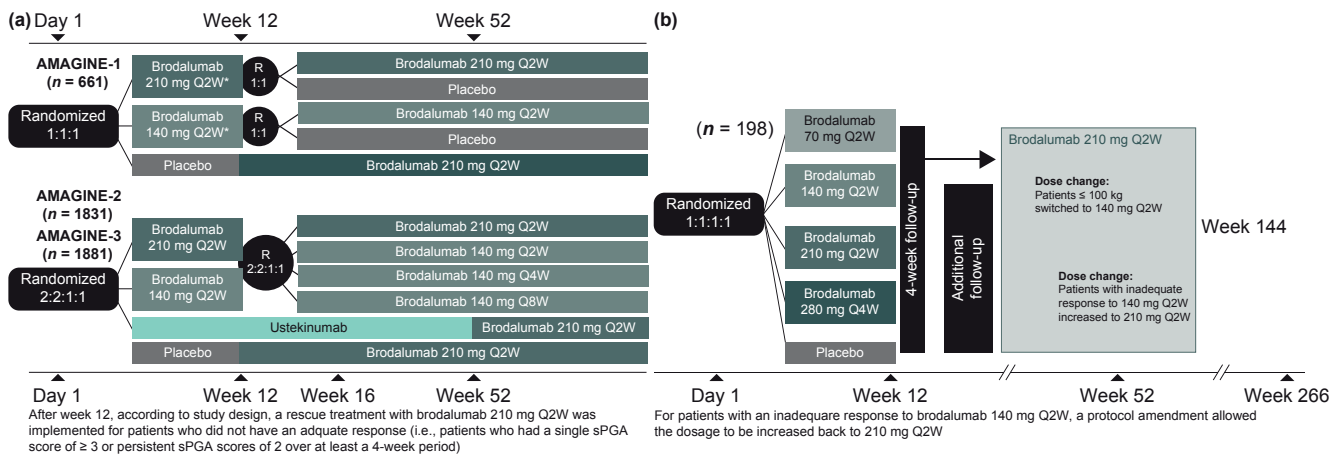 (a)
Day 1
Week 12
Week 52
AMAGINE-1
(n = 661)
Randomized
1:1:1
Brodalumab
210 mg Q2W*
R
1:1
Brodalumab 210 mg Q2W
Placebo
Brodalumab
140 mg Q2W*
R
1:1
Brodalumab 140 mg Q2W
Placebo
Placebo
Brodalumab 210 mg Q2W
AMAGINE-2
(n = 1831)
AMAGINE-3
(n = 1881)
Randomized
2:2:1:1
Brodalumab
210 mg Q2W
Brodalumab
140 mg Q2W
R
2:2:1:1
Brodalumab 210 mg Q2W
Brodalumab 140 mg Q2W
Brodalumab 140 mg Q4W
Brodalumab 140 mg Q8W
Ustekinumab
Brodalumab 210 mg Q2W
Placebo
Brodalumab 210 mg Q2W
Day 1
Week 12
Week 16
Week 52
After week 12, according to study design, a rescue treatment with brodalumab 210 mg Q2W was
implemented for patients who did not have an adquate response (i.e., patients who had a single sPGA
score of ≥ 3 or persistent sPGA scores of 2 over at least a 4-week period)
(b)
(n = 198)
Randomized
1:1:1:1
Brodalumab
70 mg Q2W
Brodalumab
140 mg Q2W
Brodalumab
210 mg Q2W
Brodalumab
280 mg Q4W
Placebo
4-week follow-up
Additional
follow-up
Brodalumab 210 mg Q2W
Dose change:
Patients ≤ 100 kg
switched to 140 mg Q2W
Dose change:
Patients with inadequate
response to 140 mg Q2W
increased to 210 mg Q2W
Week 144
Day 1
Week 12
Week 52
Week 266
For patients with an inadequare response to brodalumab 140 mg Q2W, a protocol amendment allowed
the dosage to be increased back to 210 mg Q2W